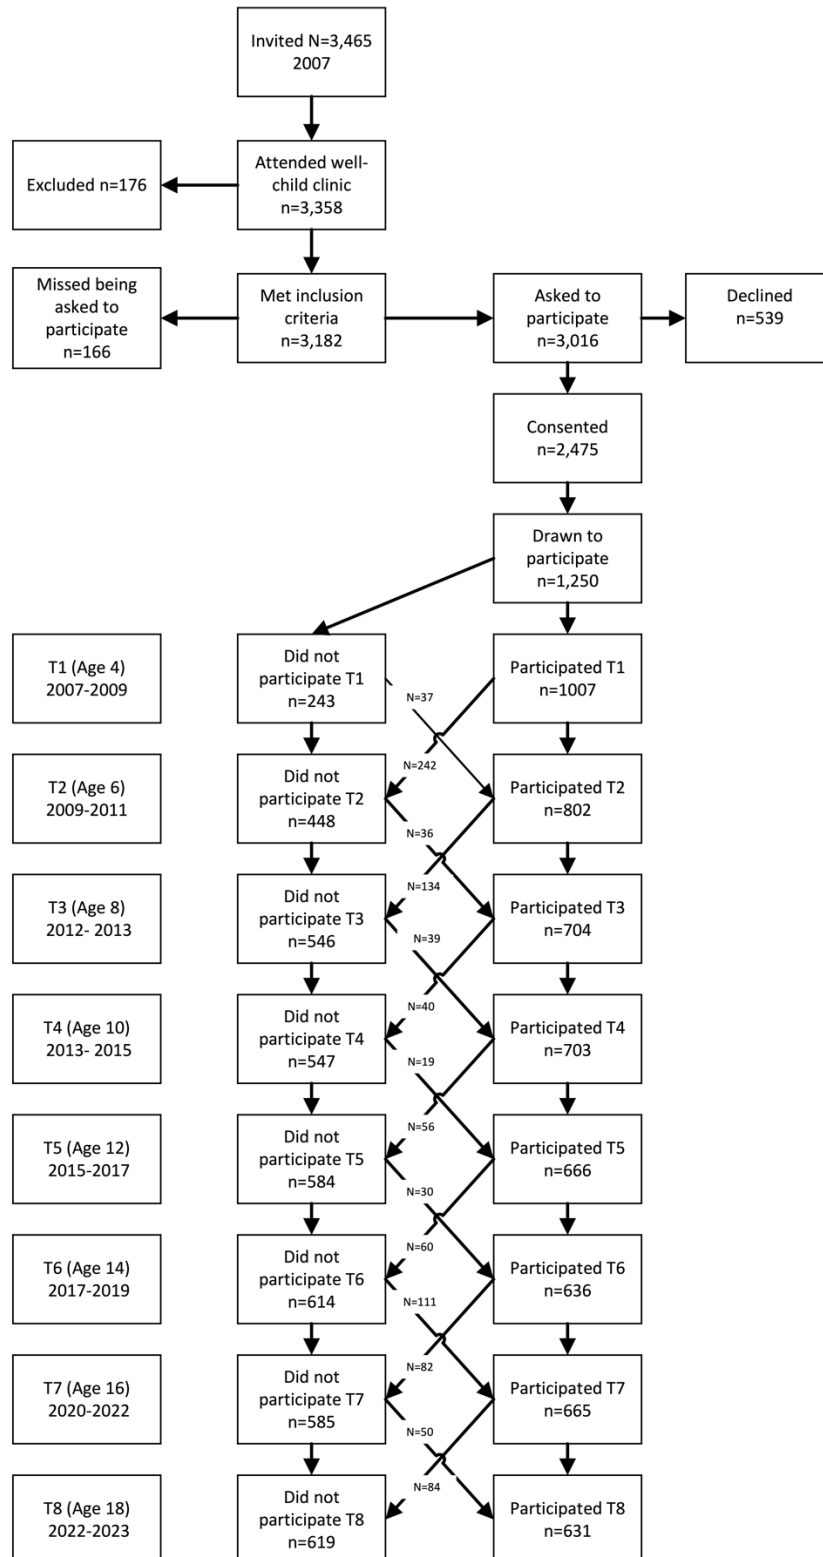 Invited N=3,465
2007
Excluded n=176
Attended well-
child clinic
n=3,358
Missed being
asked to
participate
n=166
Met inclusion
criteria
n=3,182
Asked to
participate
n=3,016
Declined
n=539
Consented
n=2,475
Drawn to
participate
n=1,250
T1 (Age 4)
2007-2009
Did not
participate T1
n=243
N=37
Participated T1
n=1007
N=242
T2 (Age 6)
2009-2011
Did not
participate T2
n=448
Participated T2
n=802
N=36
N=134
T3 (Age 8)
2012- 2013
Did not
participate T3
n=546
Participated T3
n=704
N=39
N=40
T4 (Age 10)
2013- 2015
Did not
participate T4
n=547
Participated T4
n=703
N=19
N=56
T5 (Age 12)
2015-2017
Did not
participate T5
n=584
Participated T5
n=666
N=30
N=60
T6 (Age 14)
2017-2019
Did not
participate T6
n=614
Participated T6
n=636
N=111
N=82
T7 (Age 16)
2020-2022
Did not
participate T7
n=585
Participated T7
n=665
N=50
N=84
T8 (Age 18)
2022-2023
Did not
participate T8
n=619
Participated T8
n=631